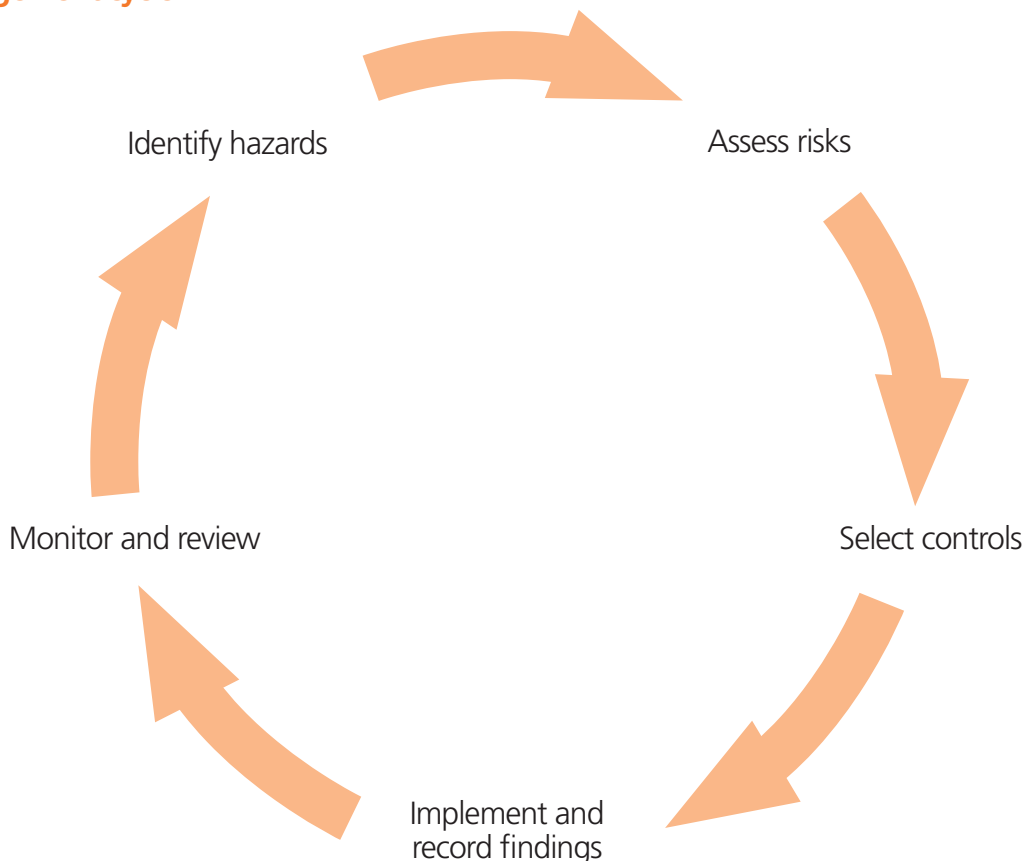 Identify hazards
Assess risks
Monitor and review
Select controls
Implement and
record findings